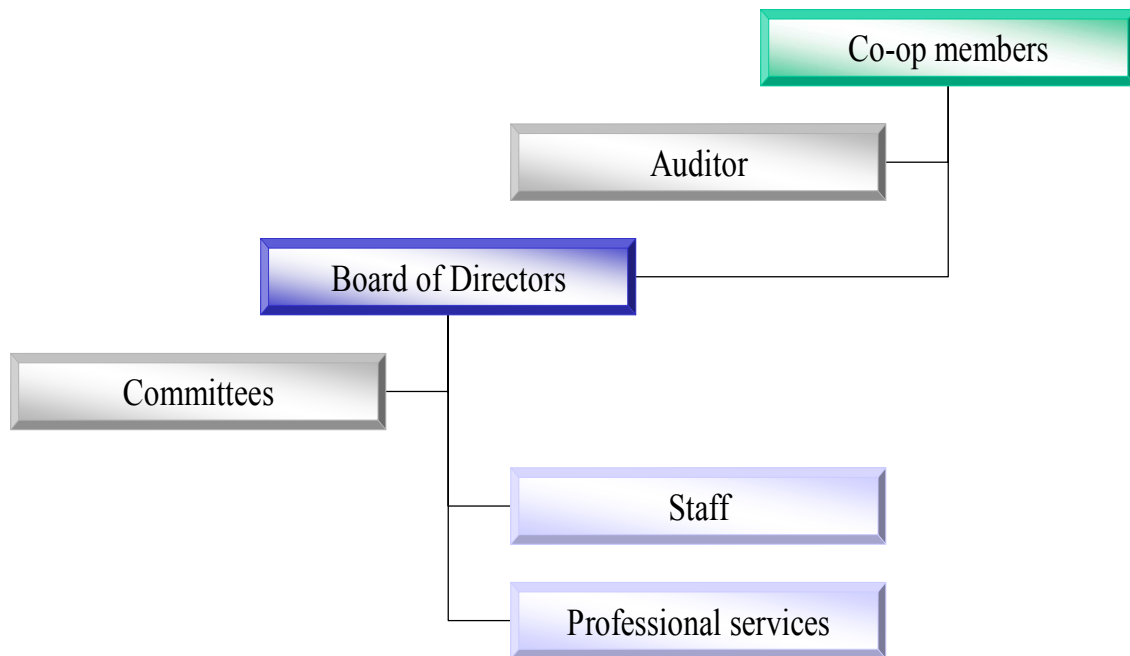 Co-op members
Auditor
Board of Directors
Committees
Staff
Professional services